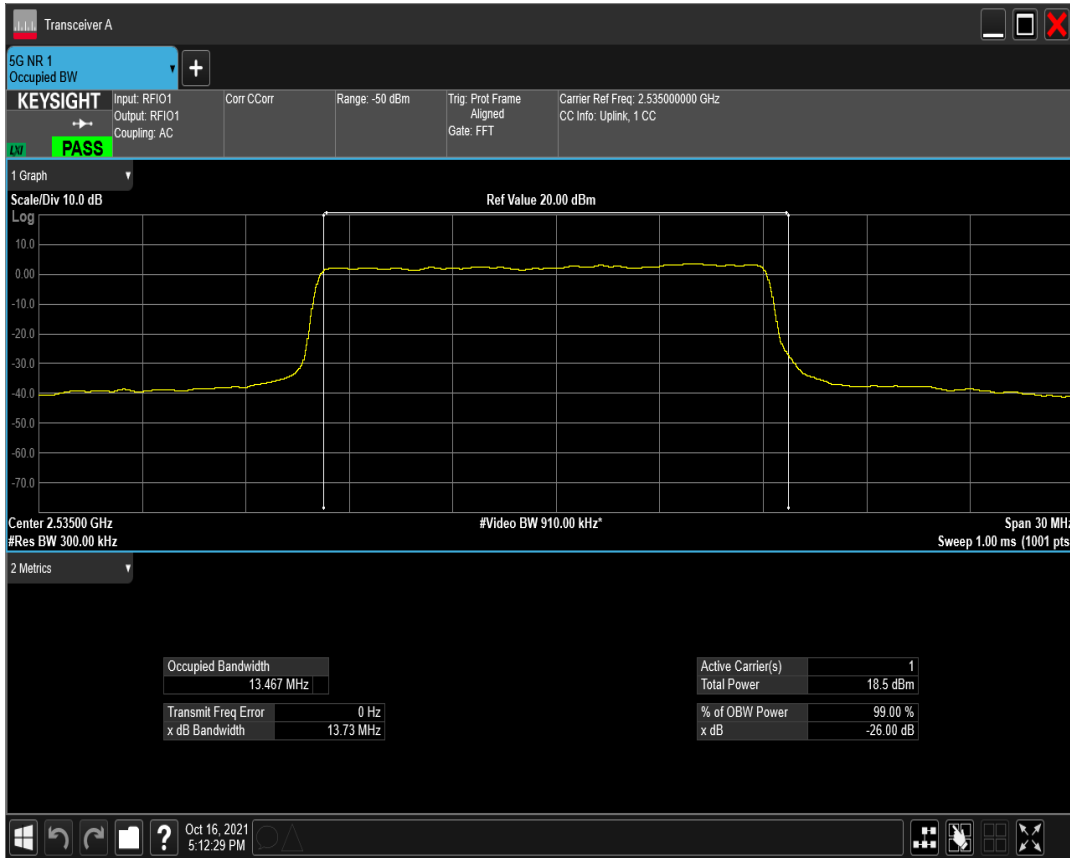 Transceiver A
5G NR 1
Occupied BW
+
KEYSIGHT
LXI
PASS
Input: RFIO1
Output: RFIO1
Coupling: AC
Corr CCorr
Range: -50 dBm
Trig: Prot Frame
Aligned
Gate: FFT
Carrier Ref Freq: 2.535000000 GHz
CC Info: Uplink, 1 CC
1 Graph
Scale/Div 10.0 dB
Ref Value 20.00 dBm
Log
10.0
0.00
-10.0
-20.0
-30.0
-40.0
-50.0
-60.0
-70.0
Center 2.53500 GHz
#Video BW 910.00 kHz*
Span 30 MHz
#Res BW 300.00 kHz
Sweep 1.00 ms (1001 pts
2 Metrics
Occupied Bandwidth
13.467 MHz
Transmit Freq Error 0 Hz
x dB Bandwidth 13.73 MHz
Active Carrier(s) 1
Total Power 18.5 dBm
% of OBW Power 99.00 %
x dB -26.00 dB
?
Oct 16, 2021
5:12:29 PM